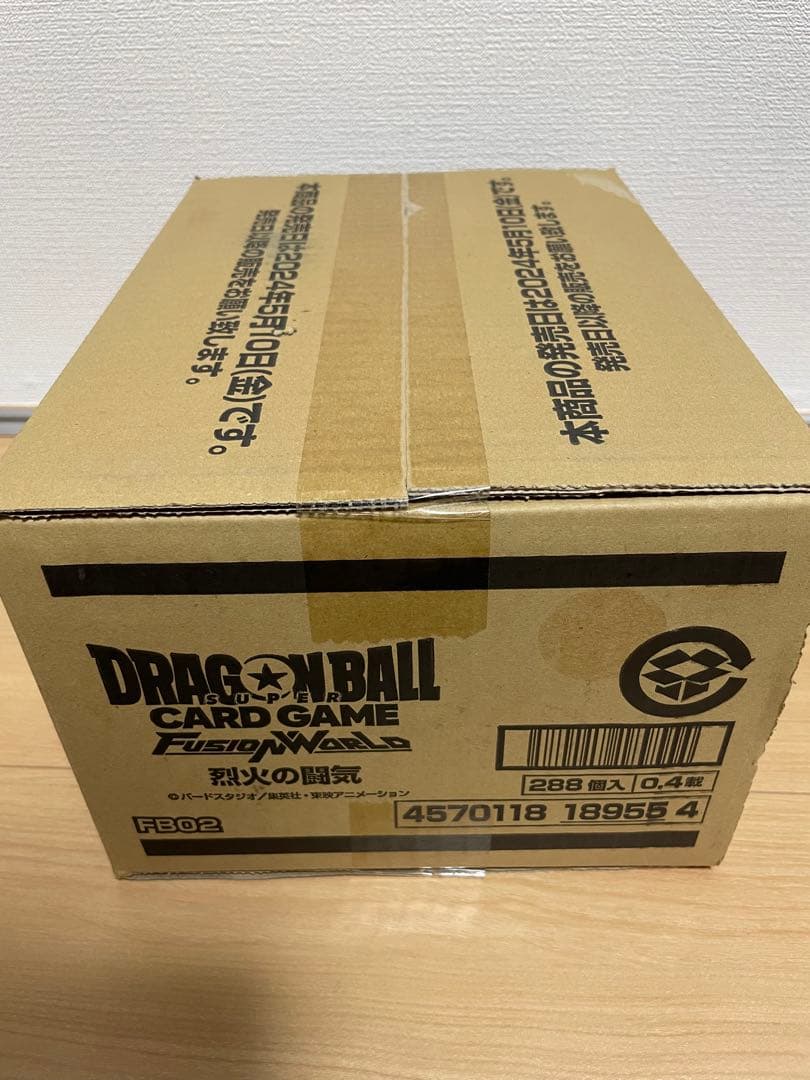 本商品の発売日は2024年5月10日(金)です。
発売日以降の販売をお願い致します。
本商品の発売日は2024年5月10日(金)です。
発売日以降の販売をお願い致します。
DRAGON BALL
SUPER
CARD GAME
FUSION WORLD
烈火の闘気
©バードスタジオ/集英社・東映アニメーション
FB02
288個入 0.4載
4570118 18955 4